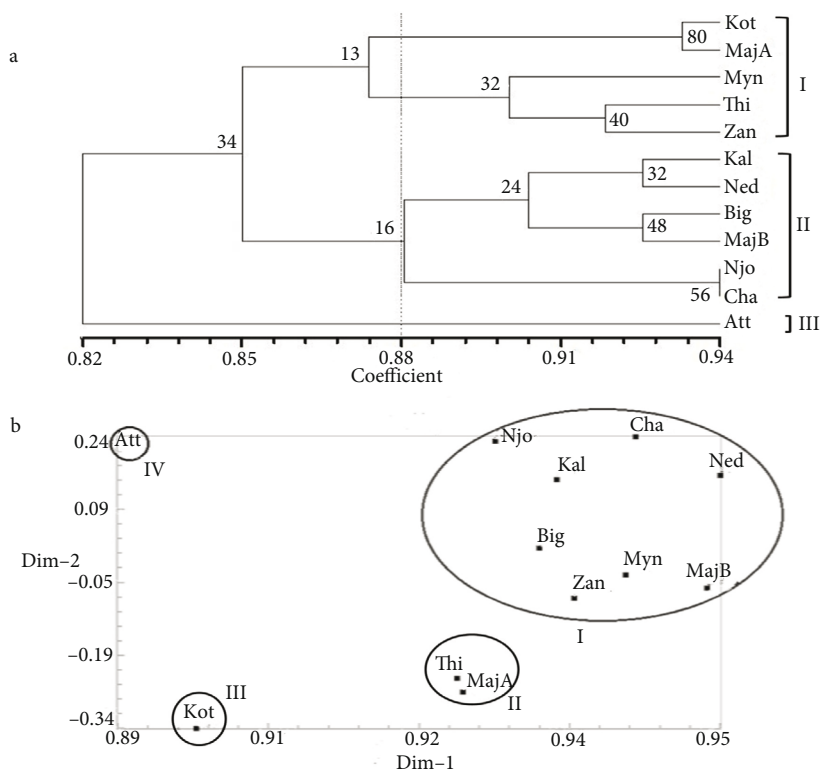 a
Kot
80
MajA
13
I
32
Myn
Thi
40
Zan
34
Kal
32
Ned
24
Big
II
48
MajB
16
Njo
56
Cha
Att
III
0.82 0.85 0.88 0.91 0.94
Coefficient
b
0.24
Att
IV
Njo
Cha
Kal
Ned
0.09
Big
Dim–2
–0.05
Myn
MajB
Zan
I
–0.19
Thi
MajA
II
III
Kot
–0.34
0.89 0.91 0.92 0.94 0.95
Dim–1